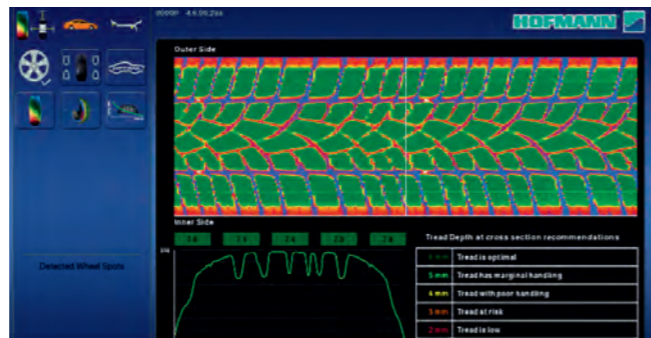 HOFMANN
Outer Side
Inner Side
Tread Depth at cross section recommendations
Tread is optimal
5 mm Tread has marginal handling
4 mm Tread with poor handling
3 mm Tread at risk
2 mm Tread is low
Detected Wheel Spots